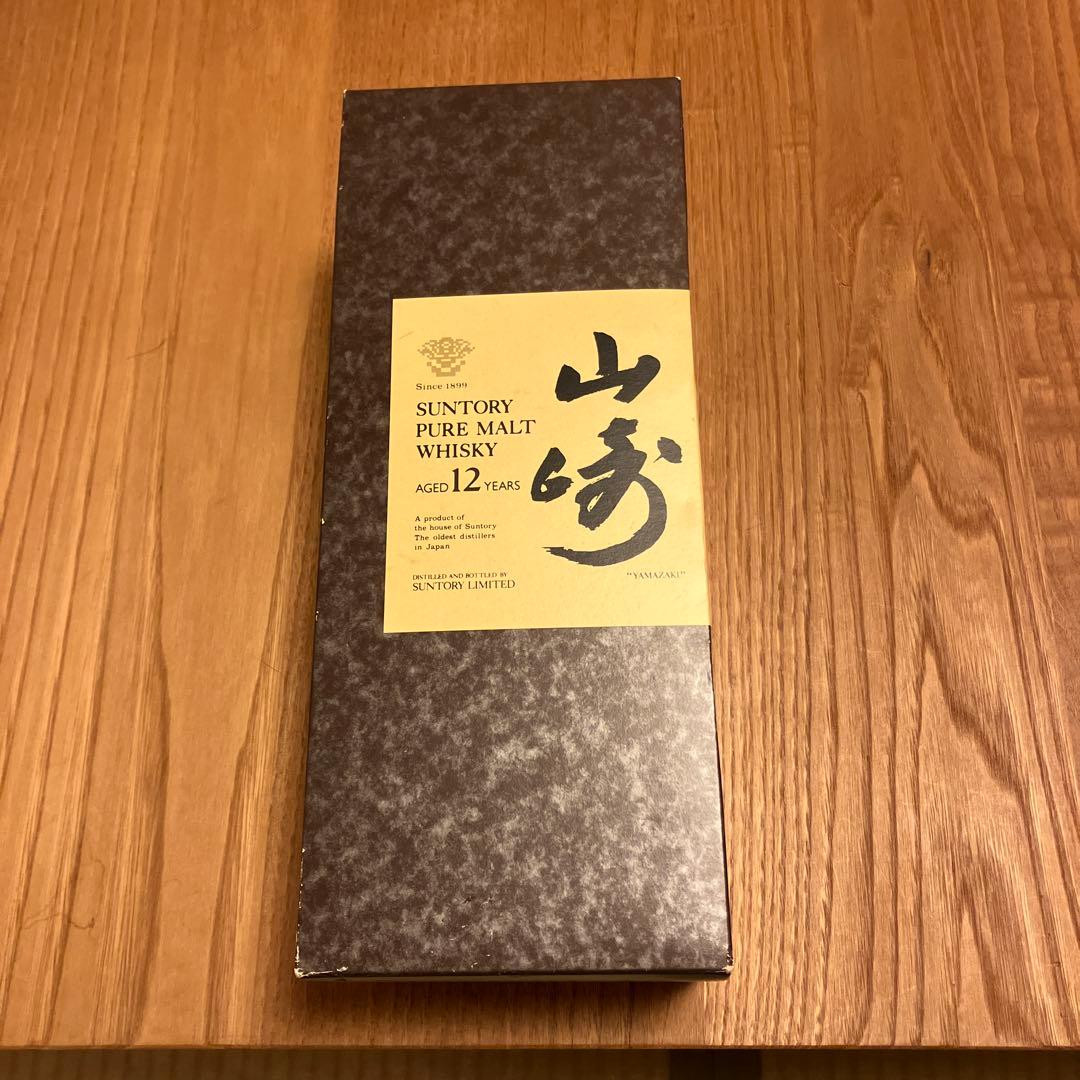 Since 1899
SUNTORY
PURE MALT
WHISKY
AGED 12 YEARS
A product of
the house of Suntory
The oldest distillers
in Japan
DISTILLED AND BOTTLED BY
SUNTORY LIMITED
山崎
"YAMAZAKI"